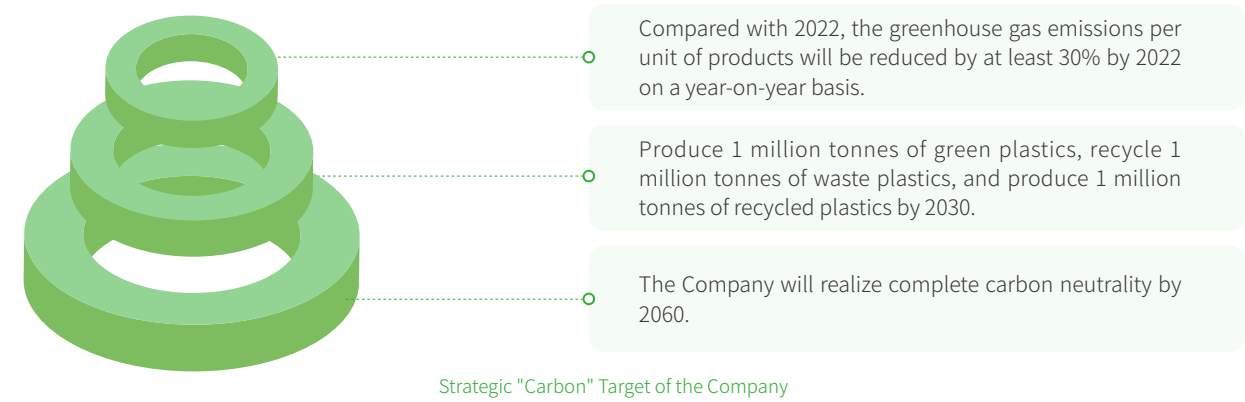 Compared with 2022, the greenhouse gas emissions per
unit of products will be reduced by at least 30% by 2022
on a year-on-year basis.
Produce 1 million tonnes of green plastics, recycle 1
million tonnes of waste plastics, and produce 1 million
tonnes of recycled plastics by 2030.
The Company will realize complete carbon neutrality by
2060.
Strategic "Carbon" Target of the Company